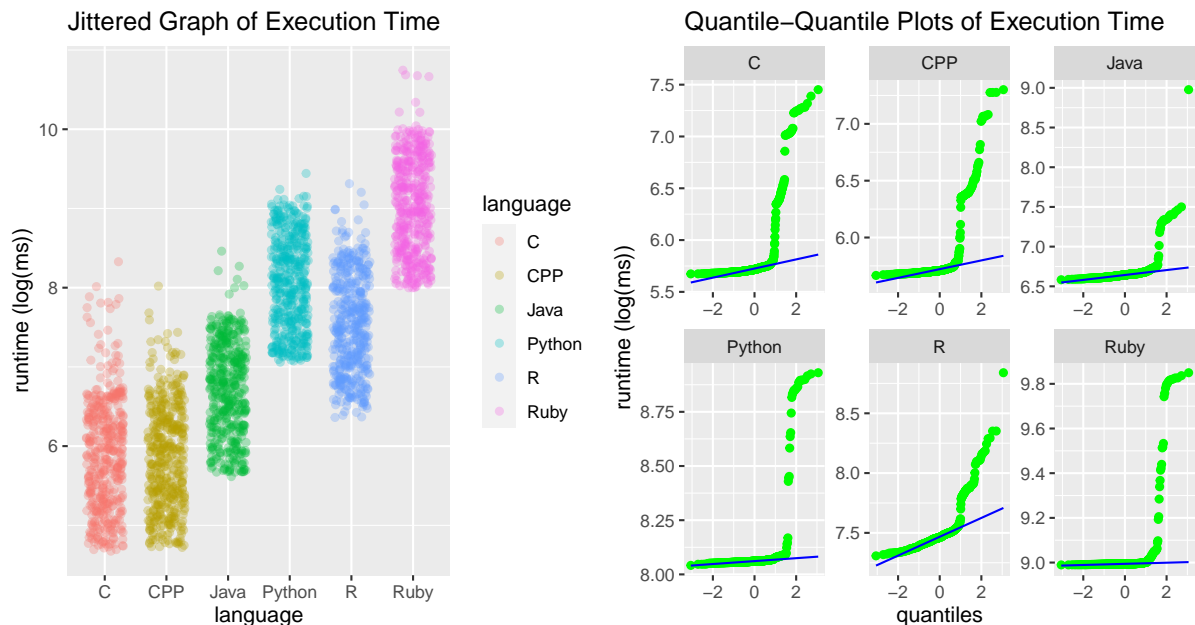 Jittered Graph of Execution Time
runtime (log(ms))
10
8
6
C CPP Java Python R Ruby
language
language
C
CPP
Java
Python
R
Ruby
Quantile−Quantile Plots of Execution Time
runtime (log(ms))
C
7.5
7.0
6.5
6.0
5.5
−2 0 2
CPP
7.0
6.5
6.0
−2 0 2
Java
9.0
8.5
8.0
7.5
7.0
6.5
−2 0 2
Python
8.75
8.50
8.25
8.00
−2 0 2
R
8.5
8.0
7.5
−2 0 2
Ruby
9.8
9.6
9.4
9.2
9.0
−2 0 2
quantiles